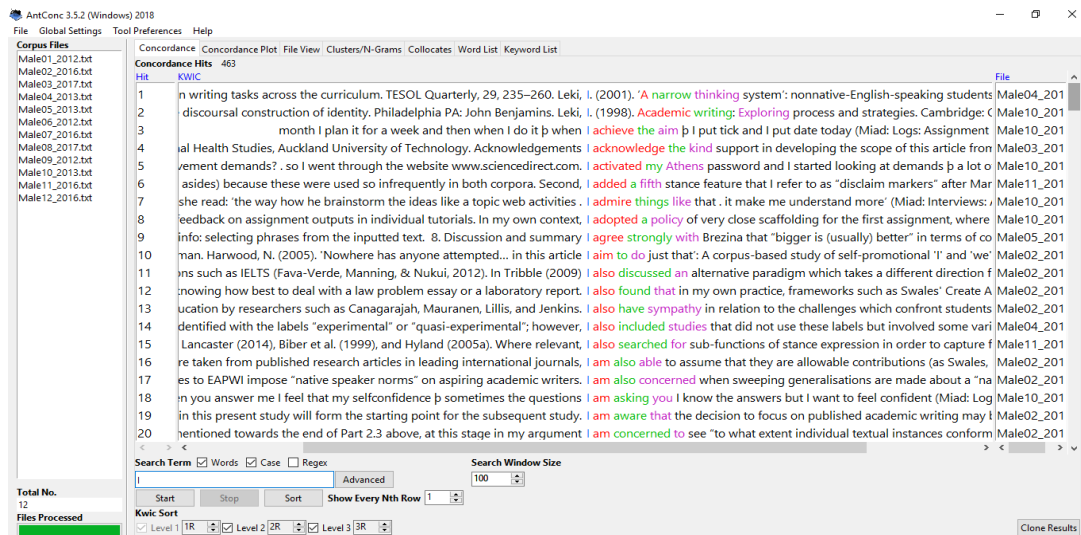 AntConc 3.5.2 (Windows) 2018
File Global Settings Tool Preferences Help
Corpus Files
Male01_2012.txt
Male02_2016.txt
Male03_2017.txt
Male04_2013.txt
Male05_2013.txt
Male06_2012.txt
Male07_2016.txt
Male08_2017.txt
Male09_2012.txt
Male10_2013.txt
Male11_2016.txt
Male12_2016.txt
Total No.
12
Files Processed
Concordance Concordance Plot File View Clusters/N-Grams Collocates Word List Keyword List
Concordance Hits 463
Hit KWIC File
1 n writing tasks across the curriculum. TESOL Quarterly, 29, 235–260. Leki, I. (2001). 'A narrow thinking system': nonnative-English-speaking students Male04_201
2 discoursal construction of identity. Philadelphia PA: John Benjamins. Leki, I. (1998). Academic writing: Exploring process and strategies. Cambridge: C Male10_201
3 month I plan it for a week and then when I do it þ when I achieve the aim þ I put tick and I put date today (Miad: Logs: Assignment Male10_201
4 al Health Studies, Auckland University of Technology. Acknowledgements I acknowledge the kind support in developing the scope of this article from Male03_201
5 vement demands? . so I went through the website www.sciencedirect.com. I activated my Athens password and I started looking at demands þ a lot o Male10_201
6 asides) because these were used so infrequently in both corpora. Second, I added a fifth stance feature that I refer to as “disclaim markers” after Mar Male11_201
7 she read: 'the way how he brainstorm the ideas like a topic web activities . I admire things like that . it make me understand more' (Miad: Interviews: Male10_201
8 feedback on assignment outputs in individual tutorials. In my own context, I adopted a policy of very close scaffolding for the first assignment, where Male10_201
9 info: selecting phrases from the inputted text. 8. Discussion and summary I agree strongly with Brezina that “bigger is (usually) better” in terms of co Male05_201
10 man. Harwood, N. (2005). 'Nowhere has anyone attempted... in this article I aim to do just that': A corpus-based study of self-promotional 'I' and 'we' Male02_201
11 ons such as IELTS (Fava-Verde, Manning, & Nukui, 2012). In Tribble (2009) I also discussed an alternative paradigm which takes a different direction f Male02_201
12 knowing how best to deal with a law problem essay or a laboratory report. I also found that in my own practice, frameworks such as Swales' Create A Male02_201
13 ucation by researchers such as Canagarajah, Mauranen, Lillis, and Jenkins. I also have sympathy in relation to the challenges which confront students Male02_201
14 dentified with the labels “experimental” or “quasi-experimental”; however, I also included studies that did not use these labels but involved some vari Male04_201
15 Lancaster (2014), Biber et al. (1999), and Hyland (2005a). Where relevant, I also searched for sub-functions of stance expression in order to capture f Male11_201
16 re taken from published research articles in leading international journals, I am also able to assume that they are allowable contributions (as Swales, Male02_201
17 es to EAPWI impose “native speaker norms” on aspiring academic writers. I am also concerned when sweeping generalisations are made about a “na Male02_201
18 en you answer me I feel that my selfconfidence þ sometimes the questions I am asking you I know the answers but I want to feel confident (Miad: Log Male10_201
19 in this present study will form the starting point for the subsequent study. I am aware that the decision to focus on published academic writing may Male02_201
20 mentioned towards the end of Part 2.3 above, at this stage in my argument I am concerned to see “to what extent individual textual instances conform Male02_201
Search Term Words Case Regex Search Window Size
I Advanced 100
Start Stop Sort Show Every Nth Row 1
Kwic Sort
Level 1 1R Level 2 2R Level 3 3R
Clone Results